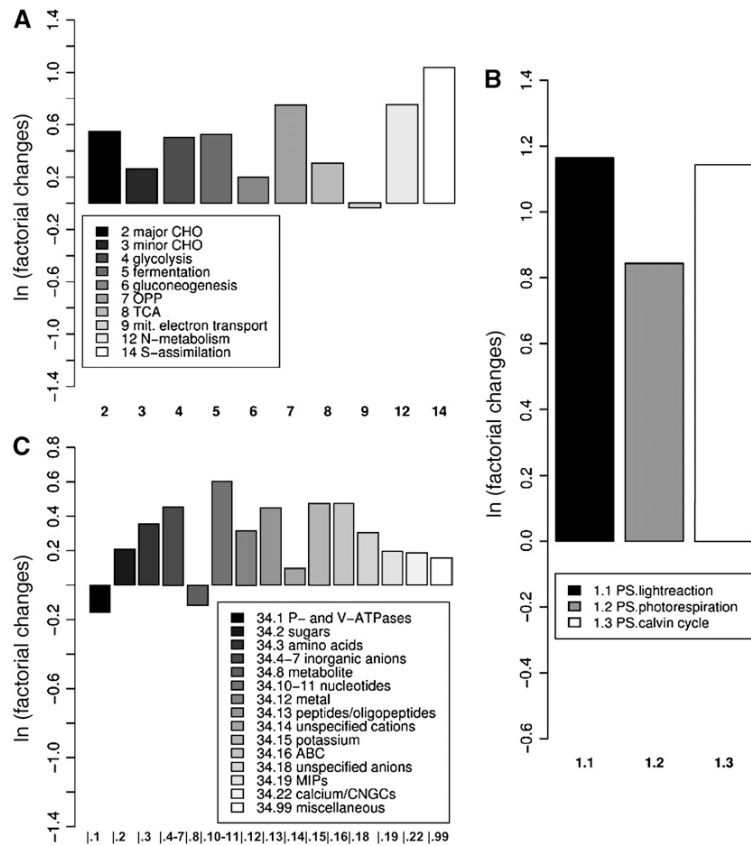 A
ln (factorial changes)
1.4
1.0
0.6
0.2
−0.2
−0.6
−1.0
−1.4
2 major CHO
3 minor CHO
4 glycolysis
5 fermentation
6 gluconeogenesis
7 OPP
8 TCA
9 mit. electron transport
12 N−metabolism
14 S−assimilation
2 3 4 5 6 7 8 9 12 14
B
ln (factorial changes)
1.4
1.2
1.0
0.8
0.6
0.4
0.2
0.0
−0.2
−0.4
−0.6
1.1 PS.lightreaction
1.2 PS.photorespiration
1.3 PS.calvin cycle
1.1 1.2 1.3
C
ln (factorial changes)
0.8
0.6
0.4
0.2
−0.2
−0.6
−1.0
−1.4
34.1 P− and V−ATPases
34.2 sugars
34.3 amino acids
34.4−7 inorganic anions
34.8 metabolite
34.10−11 nucleotides
34.12 metal
34.13 peptides/oligopeptides
34.14 unspecified cations
34.15 potassium
34.16 ABC
34.18 unspecified anions
34.19 MIPs
34.22 calcium/CNGCs
34.99 miscellaneous
|.1 |.2 |.3 |.4-7|.8|.10-11|.12|.13|.14 |.15|.16|.18 |.19 |.22 |.99